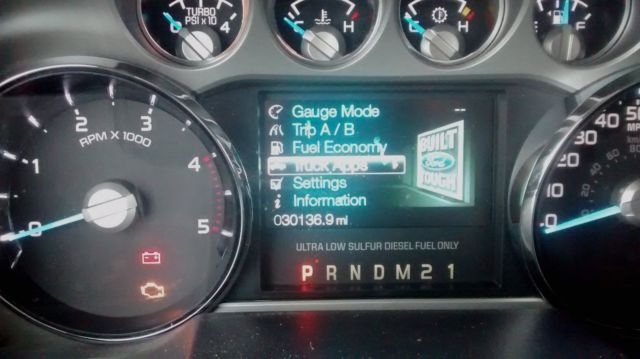 TURBO
PSI x 10
0 4
C H
C H
E F
Gauge Mode
--
Trip A / B
Fuel Economy
Truck Apps
Settings
Information
030136.9 mi
BUILT
Ford
TOUGH
0 1 2 3 4 5
RPM X 1000
ULTRA LOW SULFUR DIESEL FUEL ONLY
P R N D M 2 1
0 10 20 30